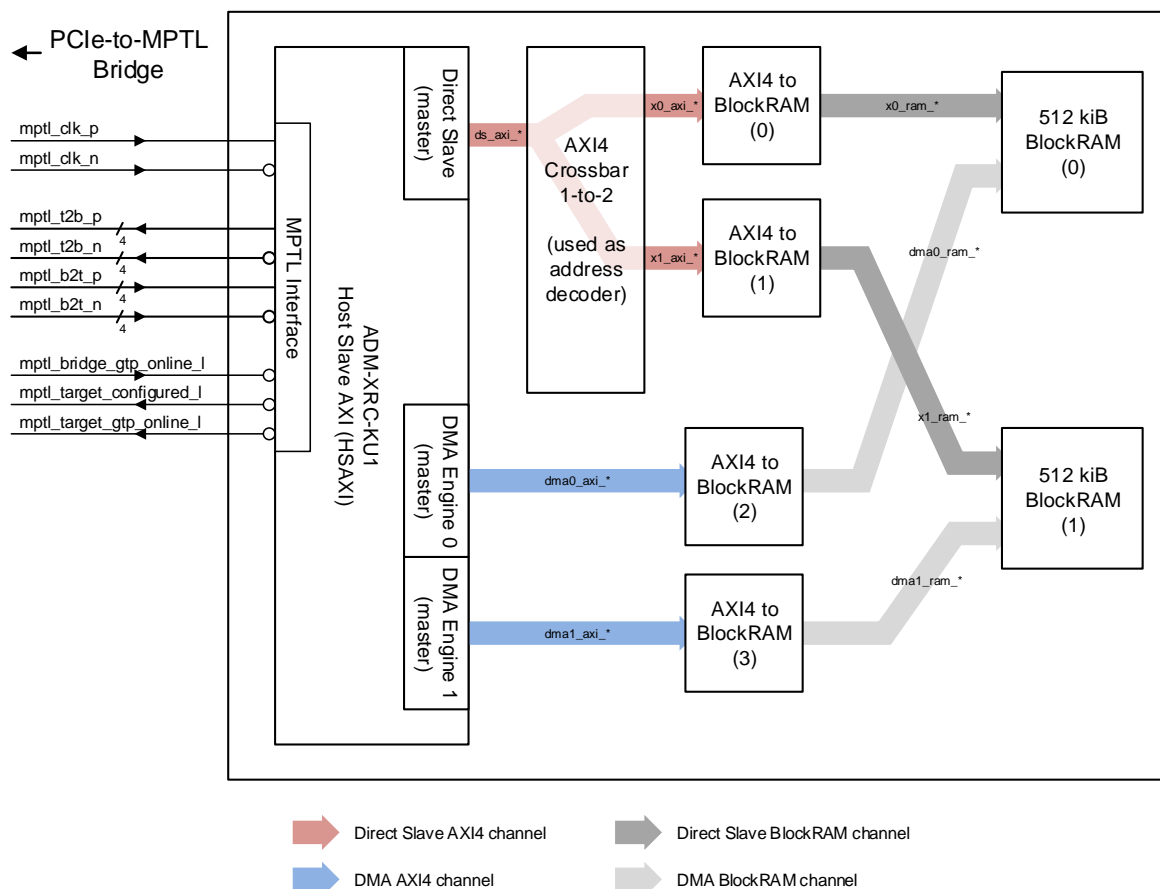 PCIe-to-MPTL
Bridge
mptl_clk_p
mptl_clk_n
mptl_t2b_p
4
mptl_t2b_n
4
mptl_b2t_p
mptl_b2t_n
4
mptl_bridge_gtp_online_l
mptl_target_configured_l
mptl_target_gtp_online_l
MPTL Interface
ADM-XRC-KU1
Host Slave AXI (HSAXI)
Direct Slave
(master)
DMA Engine 0
(master)
DMA Engine 1
(master)
ds_axi_*
AXI4
Crossbar
1-to-2
(used as
address
decoder)
x0_axi_*
x1_axi_*
AXI4 to
BlockRAM
(0)
AXI4 to
BlockRAM
(1)
x0_ram_*
512 kiB
BlockRAM
(0)
dma0_ram_*
x1_ram_*
dma0_axi_*
AXI4 to
BlockRAM
(2)
512 kiB
BlockRAM
(1)
dma1_axi_*
AXI4 to
BlockRAM
(3)
dma1_ram_*
Direct Slave AXI4 channel
Direct Slave BlockRAM channel
DMA AXI4 channel
DMA BlockRAM channel